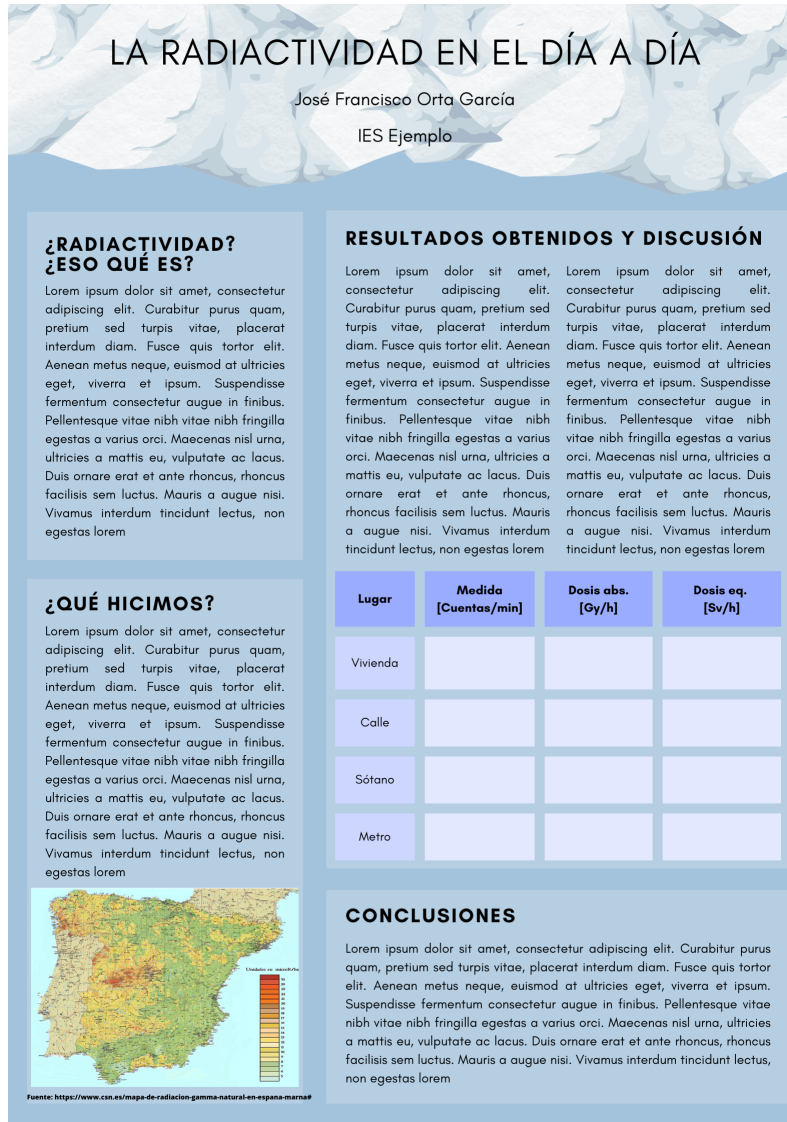 LA RADIACTIVIDAD EN EL DÍA A DÍA
José Francisco Orta García
IES Ejemplo
¿RADIACTIVIDAD?
¿ESO QUÉ ES?
Lorem ipsum dolor sit amet, consectetur
adipiscing elit. Curabitur purus quam,
pretium sed turpis vitae, placerat
interdum diam. Fusce quis tortor elit.
Aenean metus neque, euismod at ultricies
eget, viverra et ipsum. Suspendisse
fermentum consectetur augue in finibus.
Pellentesque vitae nibh vitae nibh fringilla
egestas a varius orci. Maecenas nisl urna,
ultricies a mattis eu, vulputate ac lacus.
Duis ornare erat et ante rhoncus, rhoncus
facilisis sem luctus. Mauris a augue nisi.
Vivamus interdum tincidunt lectus, non
egestas lorem
¿QUÉ HICIMOS?
Lorem ipsum dolor sit amet, consectetur
adipiscing elit. Curabitur purus quam,
pretium sed turpis vitae, placerat
interdum diam. Fusce quis tortor elit.
Aenean metus neque, euismod at ultricies
eget, viverra et ipsum. Suspendisse
fermentum consectetur augue in finibus.
Pellentesque vitae nibh vitae nibh fringilla
egestas a varius orci. Maecenas nisl urna,
ultricies a mattis eu, vulputate ac lacus.
Duis ornare erat et ante rhoncus, rhoncus
facilisis sem luctus. Mauris a augue nisi.
Vivamus interdum tincidunt lectus, non
egestas lorem
Unidades en microR/ha
Fuente: https://www.csn.es/mapa-de-radiacion-gamma-natural-en-espana-marna#
RESULTADOS OBTENIDOS Y DISCUSIÓN
Lorem ipsum dolor sit amet,
consectetur adipiscing elit.
Curabitur purus quam, pretium sed
turpis vitae, placerat interdum
diam. Fusce quis tortor elit. Aenean
metus neque, euismod at ultricies
eget, viverra et ipsum. Suspendisse
fermentum consectetur augue in
finibus. Pellentesque vitae nibh
vitae nibh fringilla egestas a varius
orci. Maecenas nisl urna, ultricies a
mattis eu, vulputate ac lacus. Duis
ornare erat et ante rhoncus,
rhoncus facilisis sem luctus. Mauris
a augue nisi. Vivamus interdum
tincidunt lectus, non egestas lorem
Lorem ipsum dolor sit amet,
consectetur adipiscing elit.
Curabitur purus quam, pretium sed
turpis vitae, placerat interdum
diam. Fusce quis tortor elit. Aenean
metus neque, euismod at ultricies
eget, viverra et ipsum. Suspendisse
fermentum consectetur augue in
finibus. Pellentesque vitae nibh
vitae nibh fringilla egestas a varius
orci. Maecenas nisl urna, ultricies a
mattis eu, vulputate ac lacus. Duis
ornare erat et ante rhoncus,
rhoncus facilisis sem luctus. Mauris
a augue nisi. Vivamus interdum
tincidunt lectus, non egestas lorem
Lugar Medida [Cuentas/min] Dosis abs. [Gy/h] Dosis eq. [Sv/h]
Vivienda
Calle
Sótano
Metro
CONCLUSIONES
Lorem ipsum dolor sit amet, consectetur adipiscing elit. Curabitur purus
quam, pretium sed turpis vitae, placerat interdum diam. Fusce quis tortor
elit. Aenean metus neque, euismod at ultricies eget, viverra et ipsum.
Suspendisse fermentum consectetur augue in finibus. Pellentesque vitae
nibh vitae nibh fringilla egestas a varius orci. Maecenas nisl urna, ultricies
a mattis eu, vulputate ac lacus. Duis ornare erat et ante rhoncus, rhoncus
facilisis sem luctus. Mauris a augue nisi. Vivamus interdum tincidunt lectus,
non egestas lorem